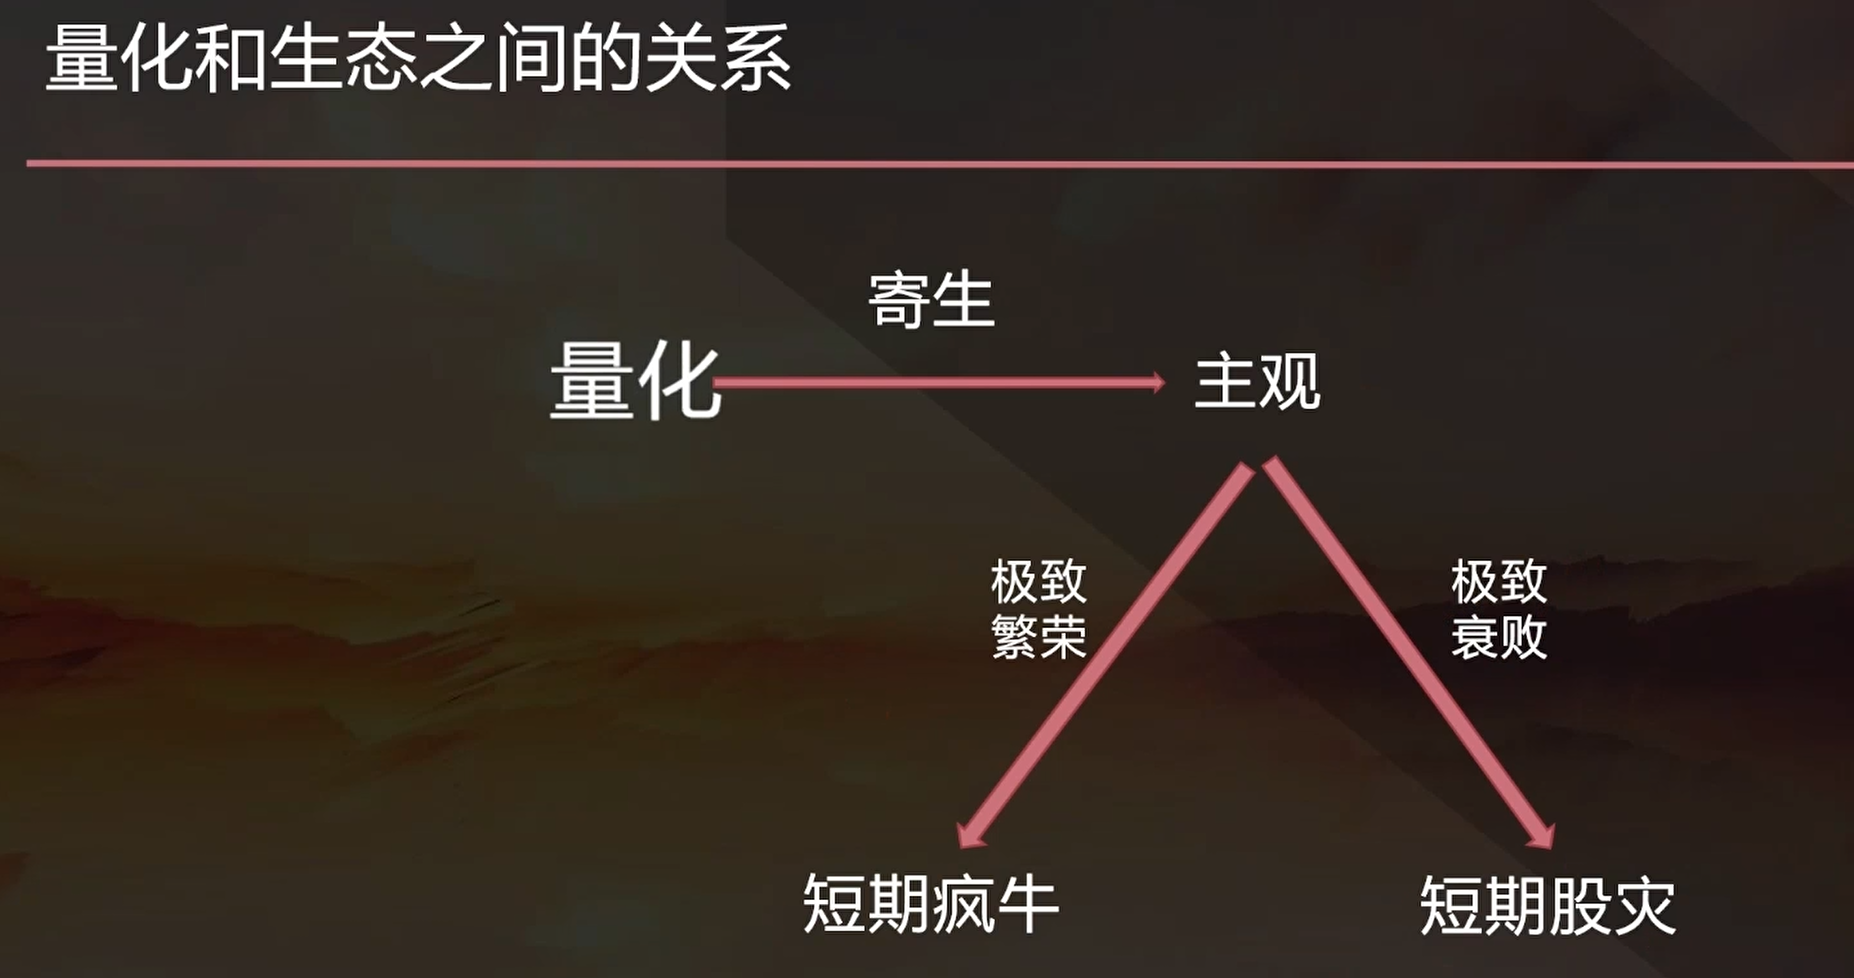 量化和生态之间的关系
寄生
量化
主观
极致
繁荣
极致
衰败
短期疯牛
短期股灾